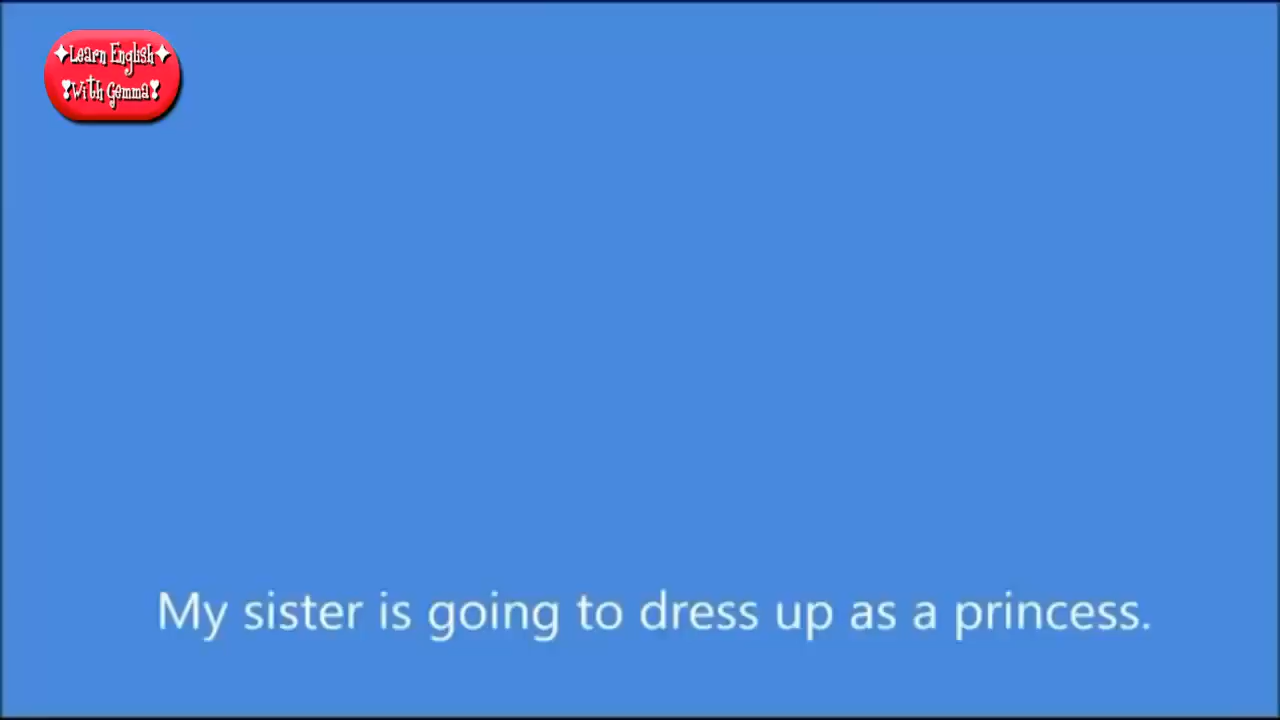 ✦Learn English✦
❣With Gemma❣
My sister is going to dress up as a princess.